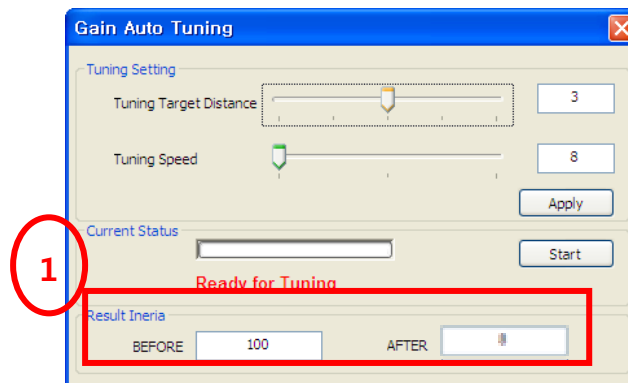 Gain Auto Tuning
Tuning Setting
Tuning Target Distance 3
Tuning Speed 8
Apply
Current Status
Start
1
Ready for Tuning
Result Ineria
BEFORE 100 AFTER